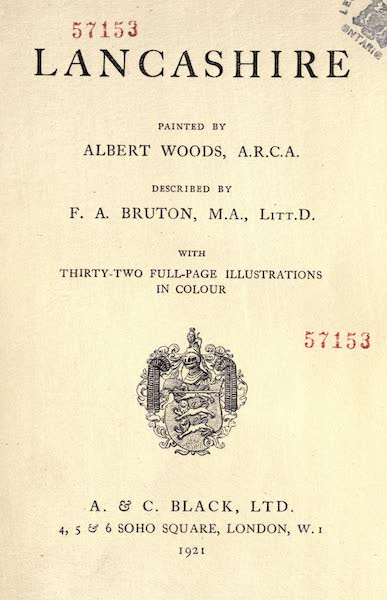 57153
LANCASHIRE
PAINTED BY
ALBERT WOODS, A.R.C.A.
DESCRIBED BY
F. A. BRUTON, M.A., LITT.D.
WITH
THIRTY-TWO FULL-PAGE ILLUSTRATIONS
IN COLOUR
57153
A. & C. BLACK, LTD.
4, 5 & 6 SOHO SQUARE, LONDON, W. 1
1921
ONTARIO